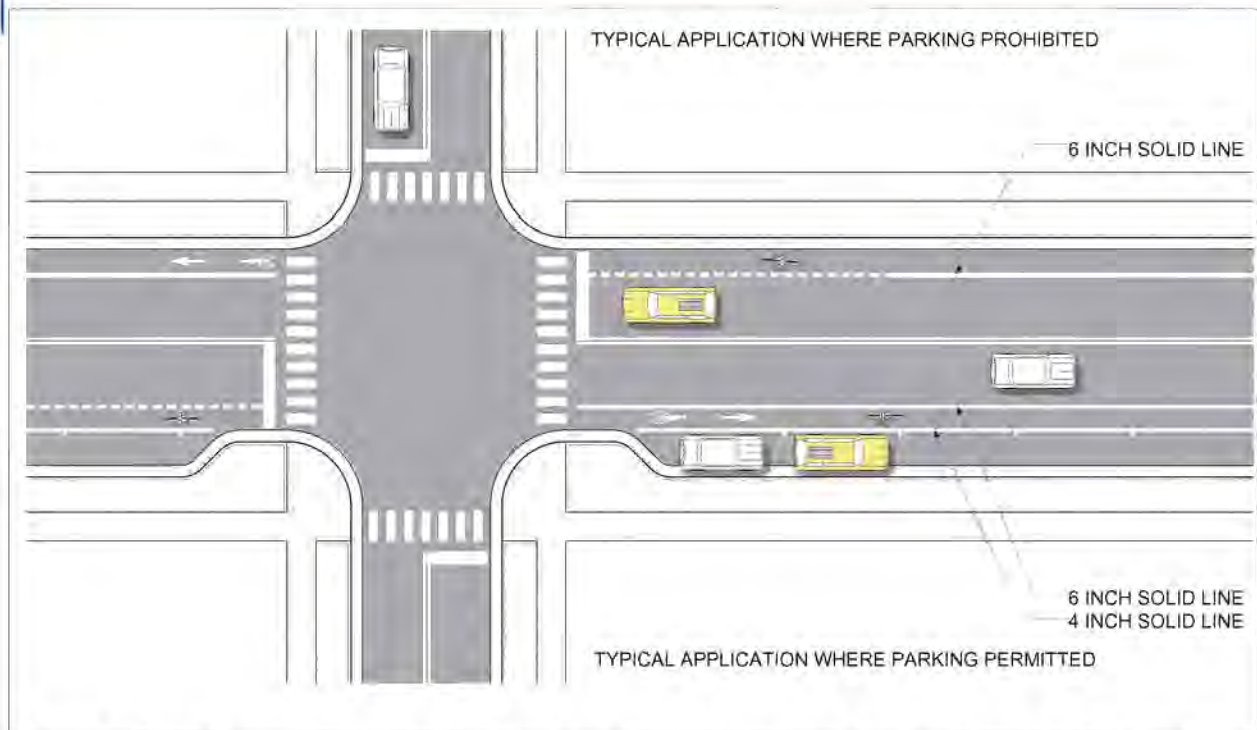 TYPICAL APPLICATION WHERE PARKING PROHIBITED
6 INCH SOLID LINE
6 INCH SOLID LINE
4 INCH SOLID LINE
TYPICAL APPLICATION WHERE PARKING PERMITTED